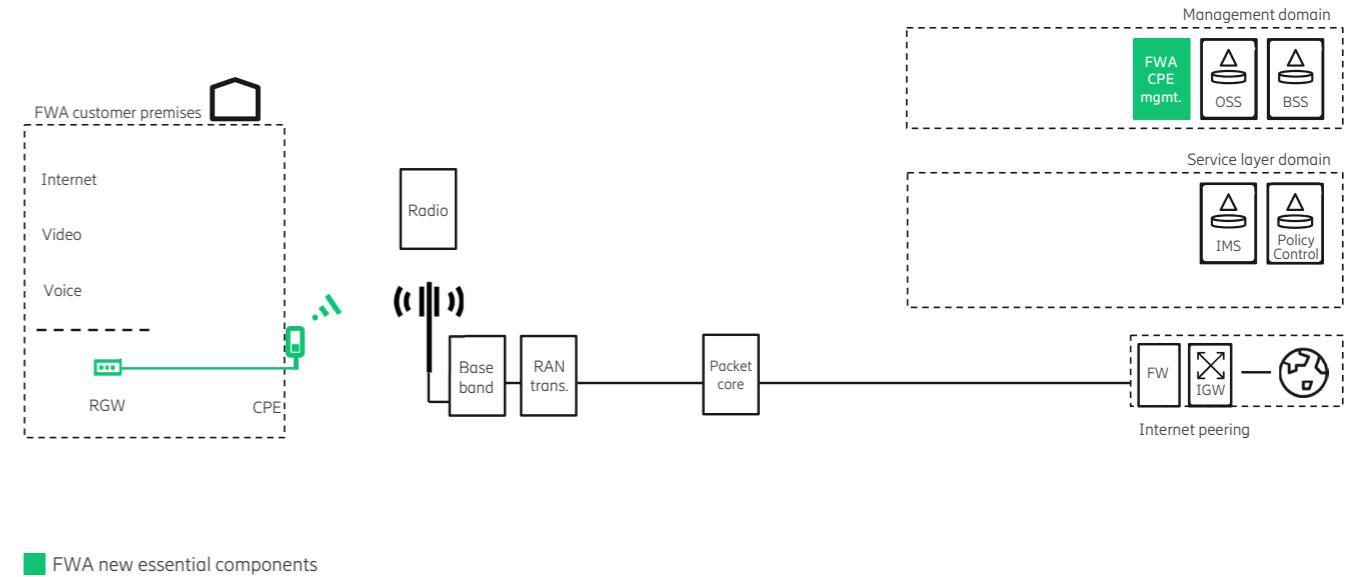 Management domain
FWA
CPE
mgmt.
OSS
BSS
FWA customer premises
Internet
Video
Voice
RGW
CPE
Radio
Base
band
RAN
trans.
Packet
core
Service layer domain
IMS
Policy
Control
FW
IGW
Internet peering
FWA new essential components